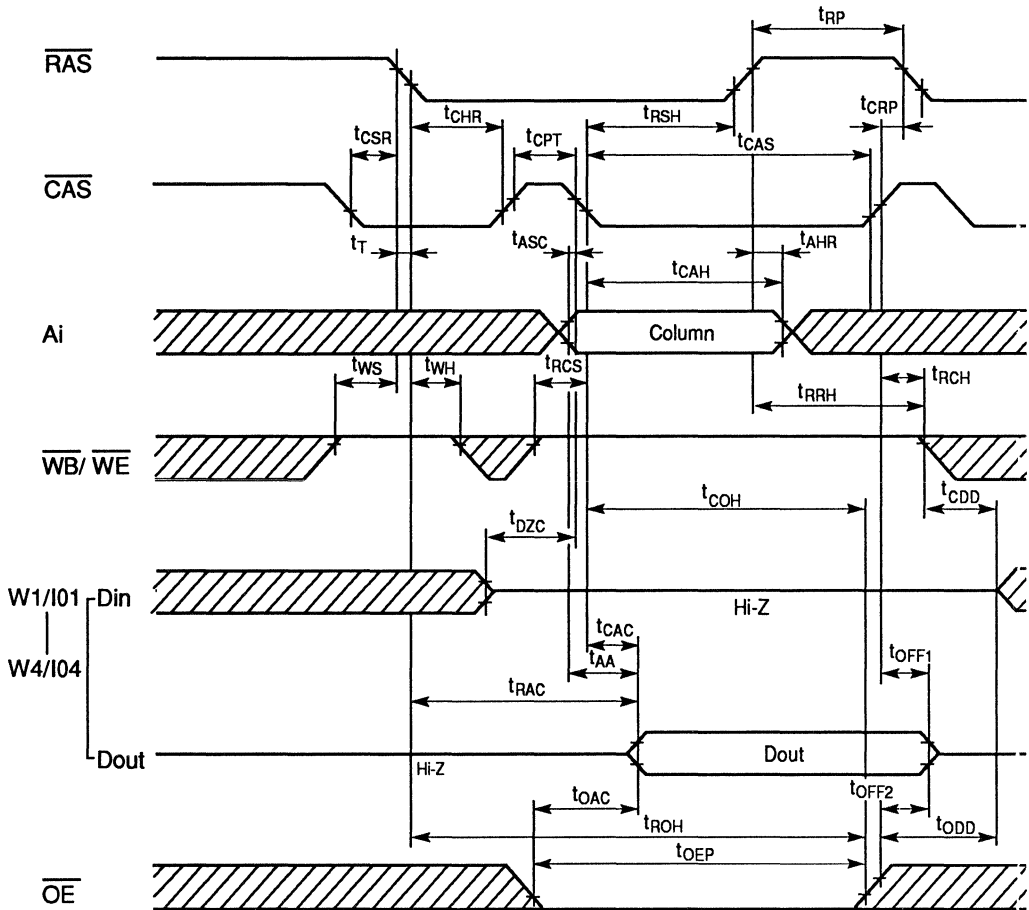 tRP
RAS
tCHR
tRSH
tCRP
tCSR
tCPT
tCAS
CAS
tT
tASC
tAHR
tCAH
Ai
Column
tWS
tWH
tRCS
tRCH
tRRH
WB/ WE
tCDD
tCOH
tDZC
W1/I01
Din
Hi-Z
W4/I04
tCAC
tOFF1
tAA
tRAC
Dout
Hi-Z
Dout
tOFF2
tOAC
tROH
tODD
tOEP
OE